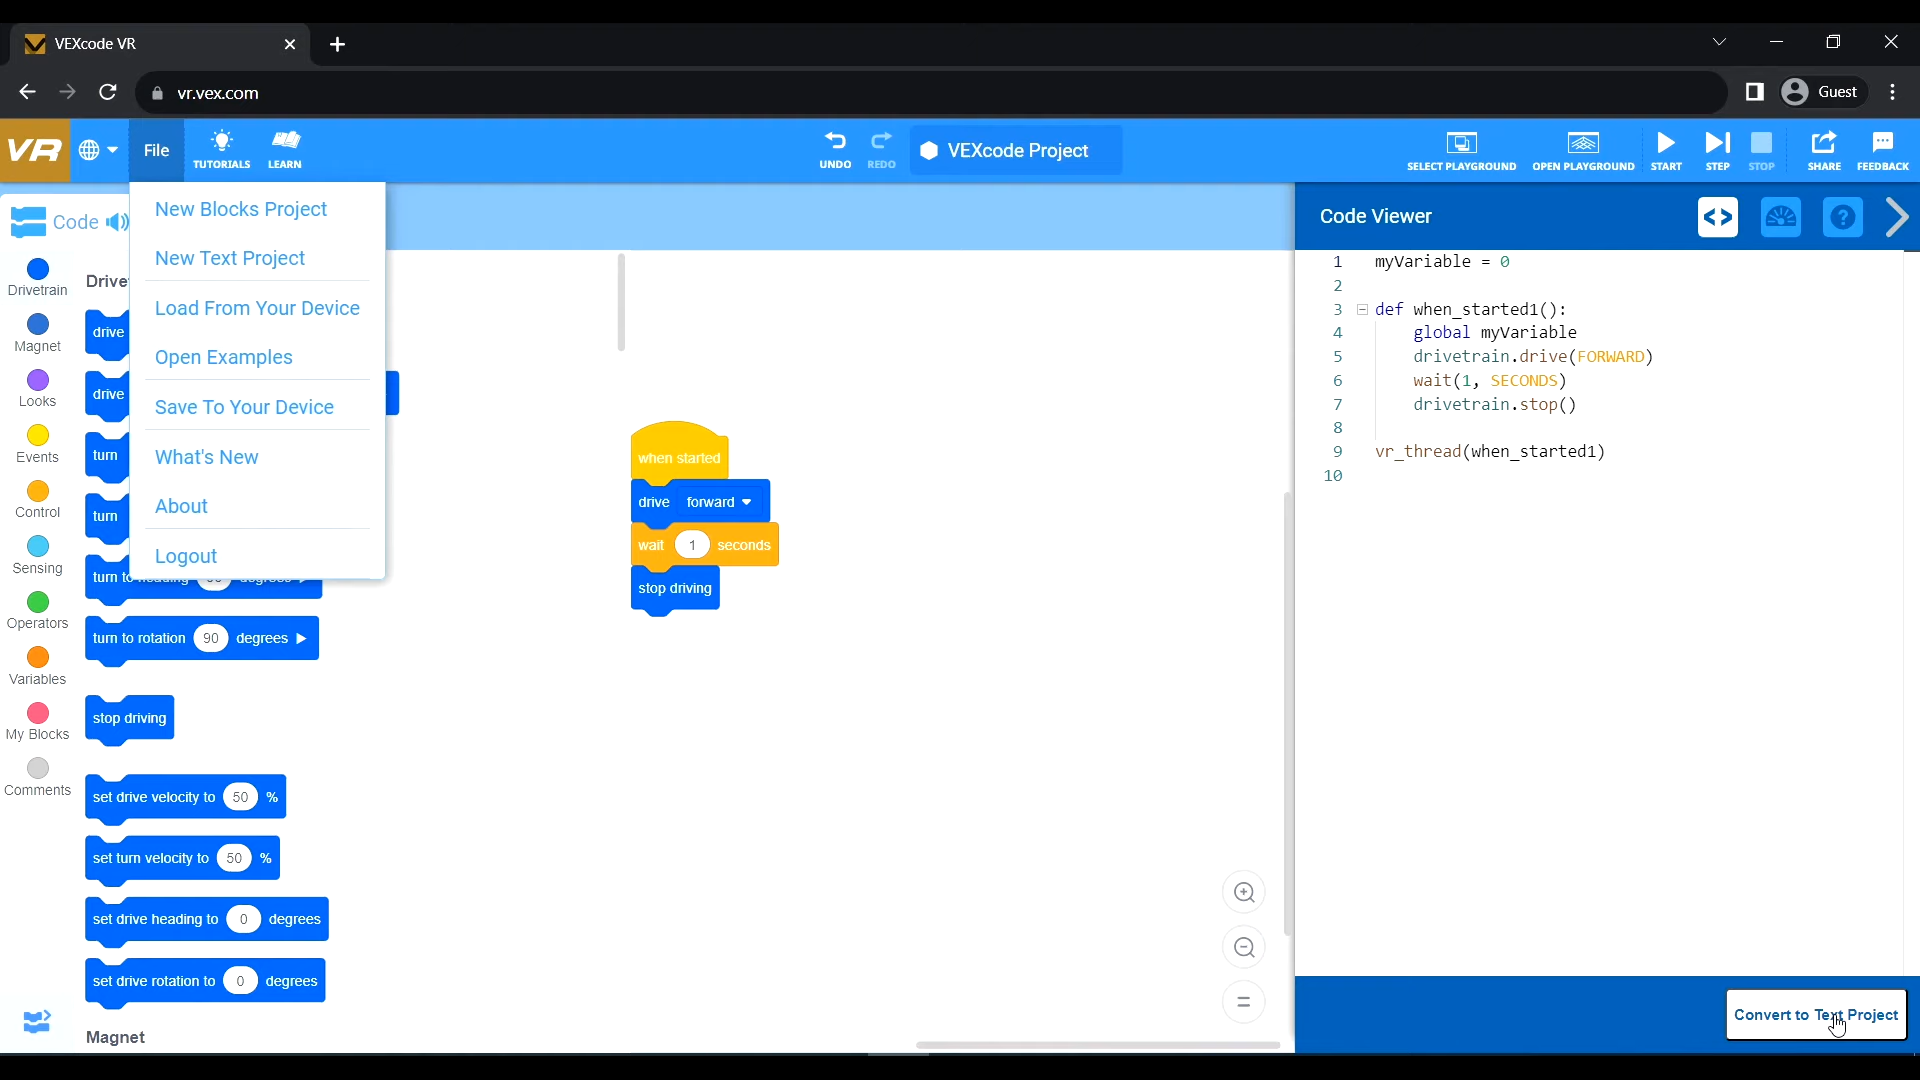 VEXcode VR
vr.vex.com
Guest
VR
File
TUTORIALS
LEARN
UNDO
REDO
VEXcode Project
SELECT PLAYGROUND
OPEN PLAYGROUND
START
STEP
STOP
SHARE
FEEDBACK
Code
New Blocks Project
New Text Project
Load From Your Device
Open Examples
Save To Your Device
What's New
About
Logout
Drivetrain
Magnet
Looks
Events
Control
Sensing
Operators
Variables
My Blocks
Comments
drive
drive
turn
turn
turn to
turn to rotation 90 degrees
stop driving
set drive velocity to 50 %
set turn velocity to 50 %
set drive heading to 0 degrees
set drive rotation to 0 degrees
Magnet
when started
drive forward
wait 1 seconds
stop driving
Code Viewer
1 myVariable = 0
2
3 def when_started1():
4 global myVariable
5 drivetrain.drive(FORWARD)
6 wait(1, SECONDS)
7 drivetrain.stop()
8
9 vr_thread(when_started1)
10
Convert to Text Project